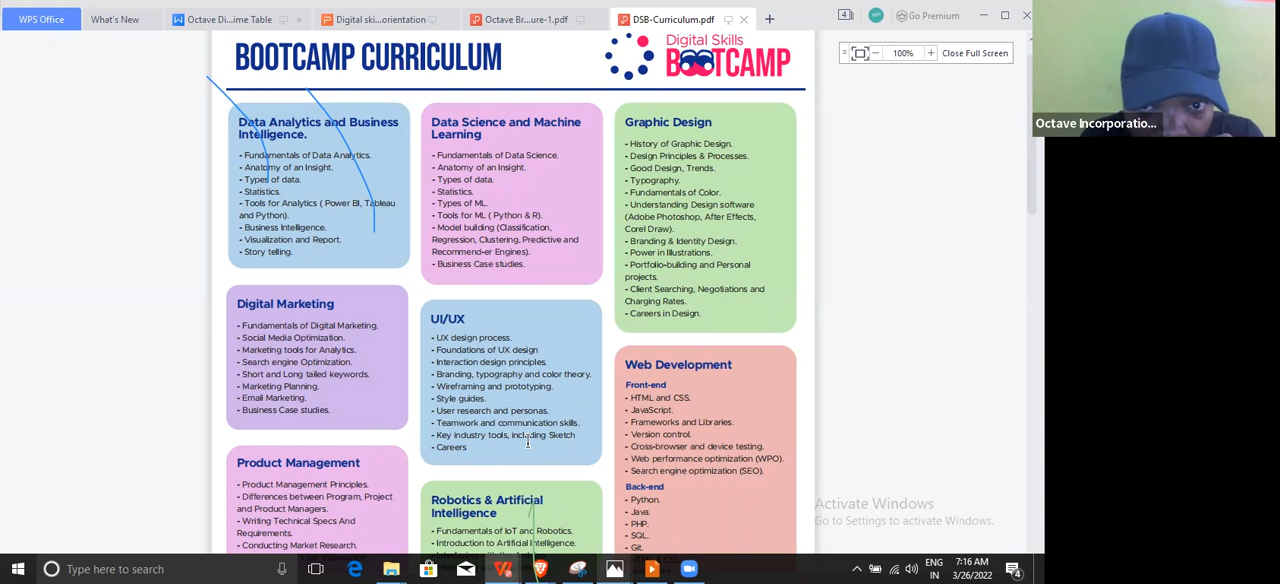 WPS Office
What's New
Octave Di...ime Table
Digital ski...orientation
Octave Br...ure-1.pdf
DSB-Curriculum.pdf
4
WP
Go Premium
100%
Close Full Screen
BOOTCAMP CURRICULUM
Digital Skills
BOOTCAMP
Octave Incorporatio...
Data Analytics and Business
Intelligence.
- Fundamentals of Data Analytics.
- Anatomy of an Insight.
- Types of data.
- Statistics.
- Tools for Analytics ( Power BI, Tableau
and Python).
- Business Intelligence.
- Visualization and Report.
- Story telling.
Data Science and Machine
Learning
- Fundamentals of Data Science.
- Anatomy of an Insight.
- Types of data.
- Statistics.
- Types of ML.
- Tools for ML ( Python & R).
- Model building (Classification,
Regression, Clustering, Predictive and
Recommend-er Engines).
- Business Case studies.
Graphic Design
- History of Graphic Design.
- Design Principles & Processes.
- Good Design, Trends.
- Typography.
- Fundamentals of Color.
- Understanding Design software
(Adobe Photoshop, After Effects,
Corel Draw).
- Branding & Identity Design.
- Power in Illustrations.
- Portfolio-building and Personal
projects.
- Client Searching, Negotiations and
Charging Rates.
- Careers in Design.
Digital Marketing
- Fundamentals of Digital Marketing.
- Social Media Optimization.
- Marketing tools for Analytics.
- Search engine Optimization.
- Short and Long tailed keywords.
- Marketing Planning.
- Email Marketing.
- Business Case studies.
UI/UX
- UX design process.
- Foundations of UX design
- Interaction design principles.
- Branding, typography and color theory.
- Wireframing and prototyping.
- Style guides.
- User research and personas.
- Teamwork and communication skills.
- Key industry tools, including Sketch
- Careers
Web Development
Front-end
- HTML and CSS.
- JavaScript.
- Frameworks and Libraries.
- Version control.
- Cross-browser and device testing.
- Web performance optimization (WPO).
- Search engine optimization (SEO).
Back-end
- Python.
- Java.
- PHP.
- SQL.
- Git.
Product Management
- Product Management Principles.
- Differences between Program, Project
and Product Managers.
- Writing Technical Specs And
Requirements.
- Conducting Market Research.
Robotics & Artificial
Intelligence
- Fundamentals of IoT and Robotics.
- Introduction to Artificial Intelligence.
Activate Windows
Go to Settings to activate Windows.
Type here to search
ENG
IN
7:16 AM
3/26/2022
4